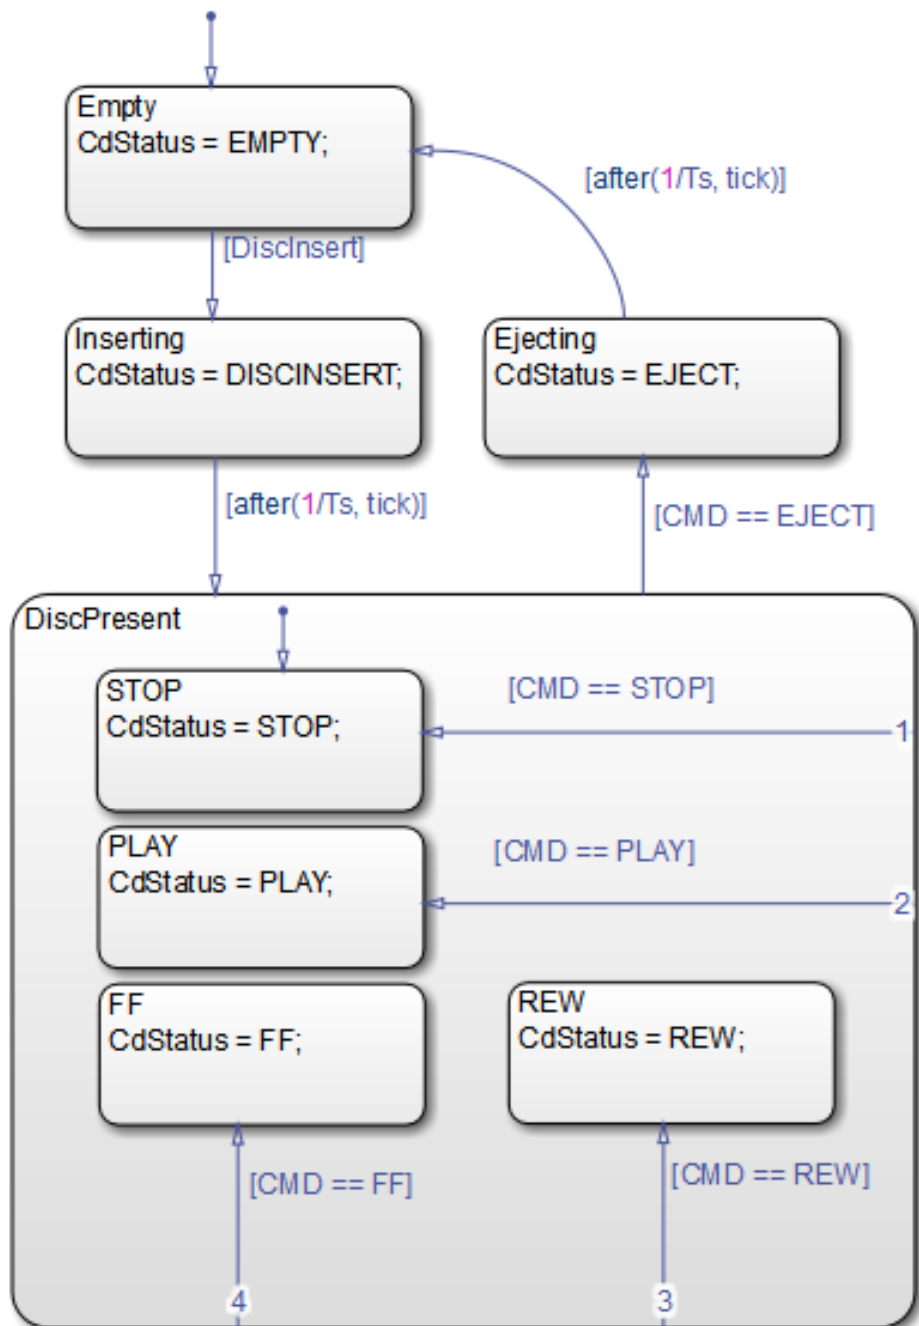 Empty
CdStatus = EMPTY;
[after(1/Ts, tick)]
[DiscInsert]
Inserting
CdStatus = DISCINSERT;
Ejecting
CdStatus = EJECT;
[after(1/Ts, tick)]
[CMD == EJECT]
DiscPresent
STOP
CdStatus = STOP;
[CMD == STOP]
1
PLAY
CdStatus = PLAY;
[CMD == PLAY]
2
FF
CdStatus = FF;
REW
CdStatus = REW;
[CMD == FF]
[CMD == REW]
4
3